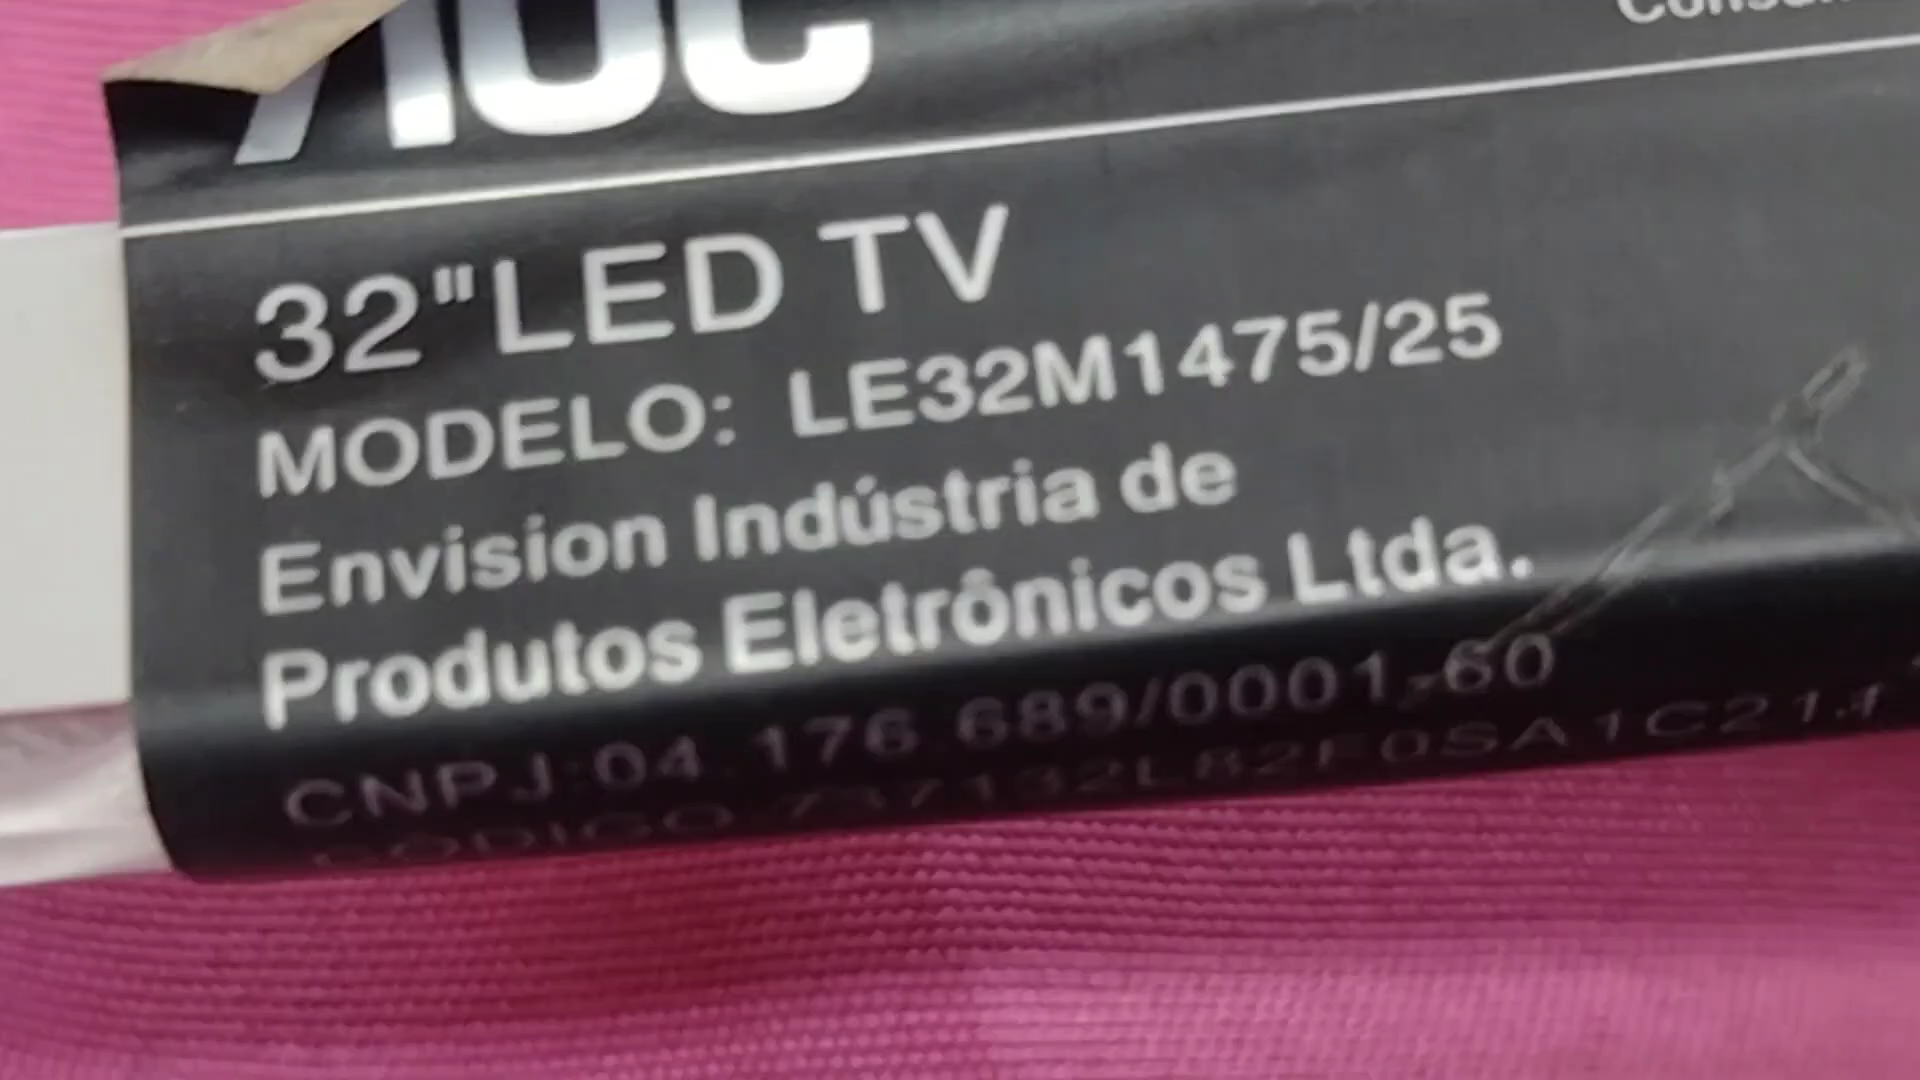 AOC
32"LED TV
MODELO: LE32M1475/25
Envision Indústria de
Produtos Eletrônicos Ltda.
CNPJ:04.176.689/0001-60
CÓDIGO